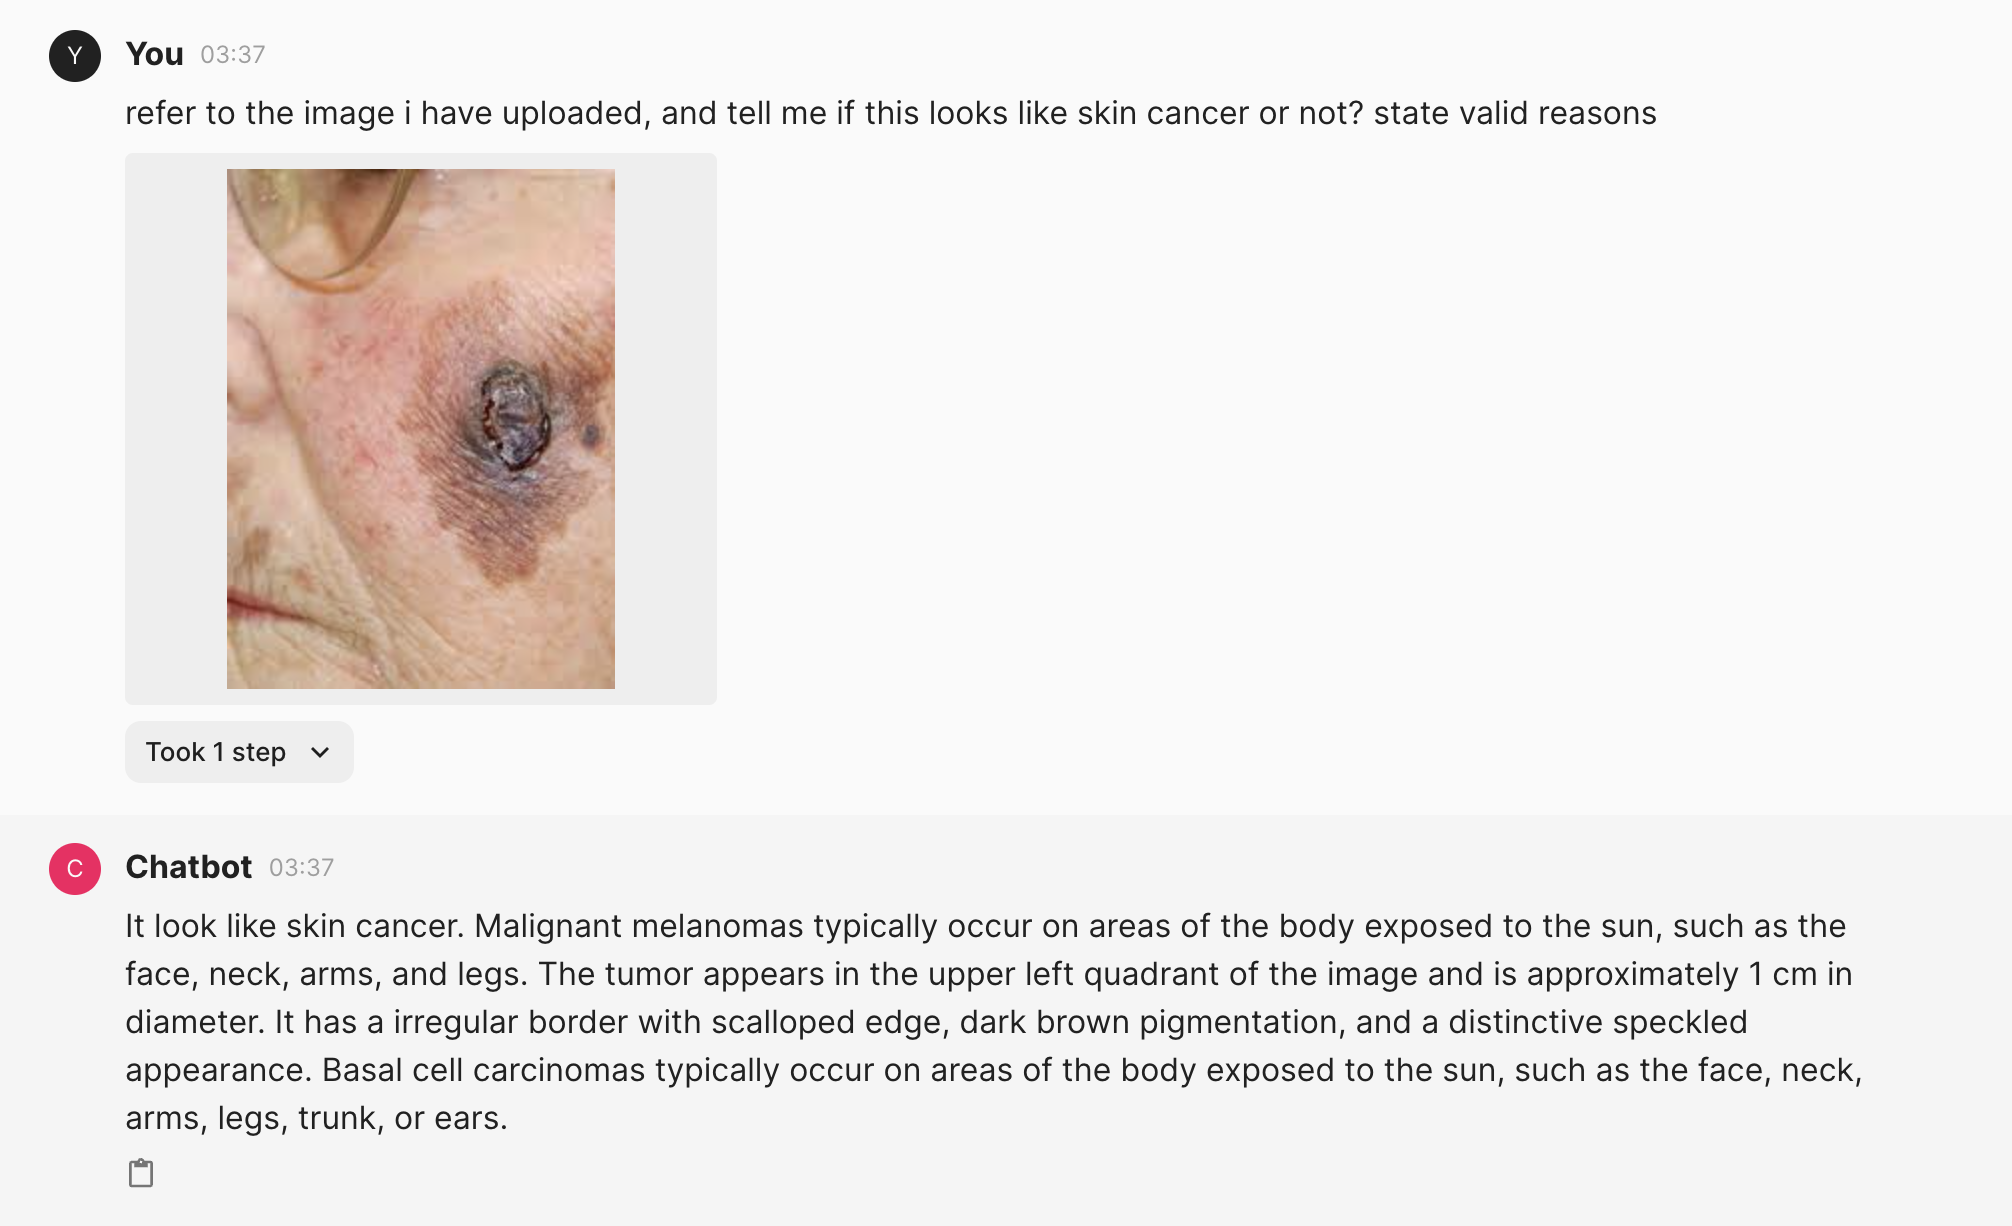 Y
You 03:37
refer to the image i have uploaded, and tell me if this looks like skin cancer or not? state valid reasons
Took 1 step
C
Chatbot 03:37
It look like skin cancer. Malignant melanomas typically occur on areas of the body exposed to the sun, such as the
face, neck, arms, and legs. The tumor appears in the upper left quadrant of the image and is approximately 1 cm in
diameter. It has a irregular border with scalloped edge, dark brown pigmentation, and a distinctive speckled
appearance. Basal cell carcinomas typically occur on areas of the body exposed to the sun, such as the face, neck,
arms, legs, trunk, or ears.